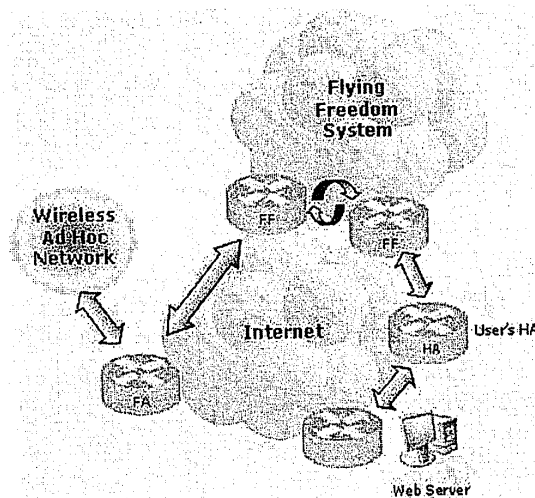 Flying
Freedom
System
FF
FF
Wireless
Ad-Hoc
Network
Internet
HA
User's HA
FA
Web Server